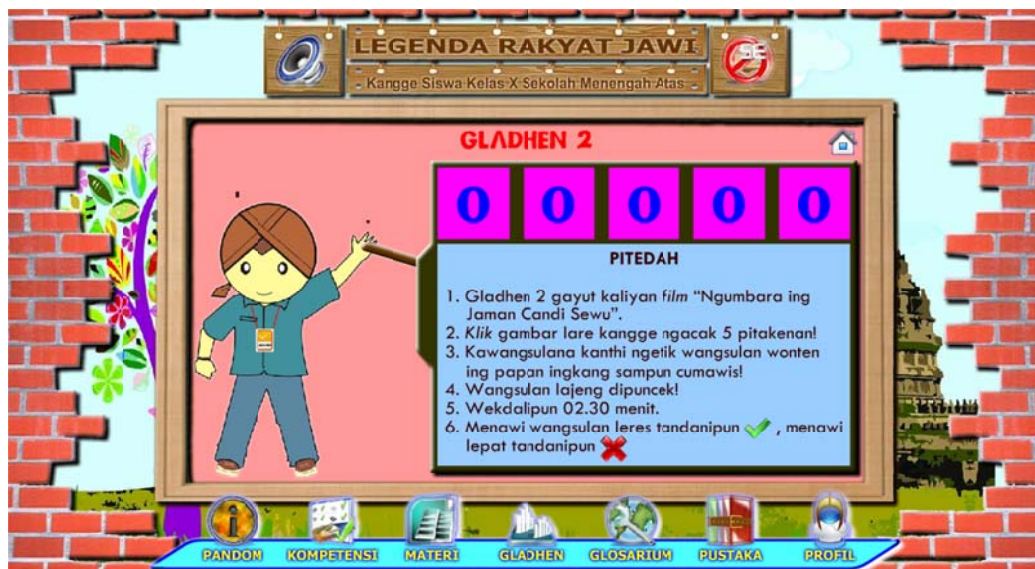 LEGENDA RAKYAT JAWI
Kangge Siswa Kelas X Sekolah Menengah Atas
SE
GLADHEN 2
0 0 0 0 0
PITEDAH
1. Gladhen 2 gayut kaliyan film “Ngumbara ing
Jaman Candi Sewu”.
2. Klik gambar lare kangge ngacak 5 pitakenan!
3. Kawangsulana kanthi ngetik wangsulan wonten
ing papan ingkang sampun cumawis!
4. Wangsulan lajeng dipuncek!
5. Wekdalipun 02.30 menit.
6. Menawi wangsulan leres tandanipun ✓ , menawi
lepat tandanipun ✗
PANDOM KOMPETENSI MATERI GLADHEN GLOSARIUM PUSTAKA PROFIL